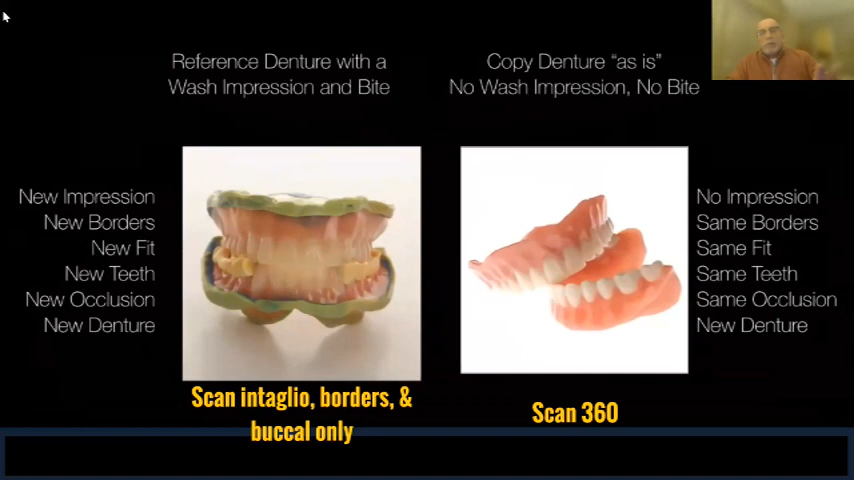 Reference Denture with a
Wash Impression and Bite
Copy Denture “as is”
No Wash Impression, No Bite
New Impression
New Borders
New Fit
New Teeth
New Occlusion
New Denture
No Impression
Same Borders
Same Fit
Same Teeth
Same Occlusion
New Denture
Scan intaglio, borders, &
buccal only
Scan 360